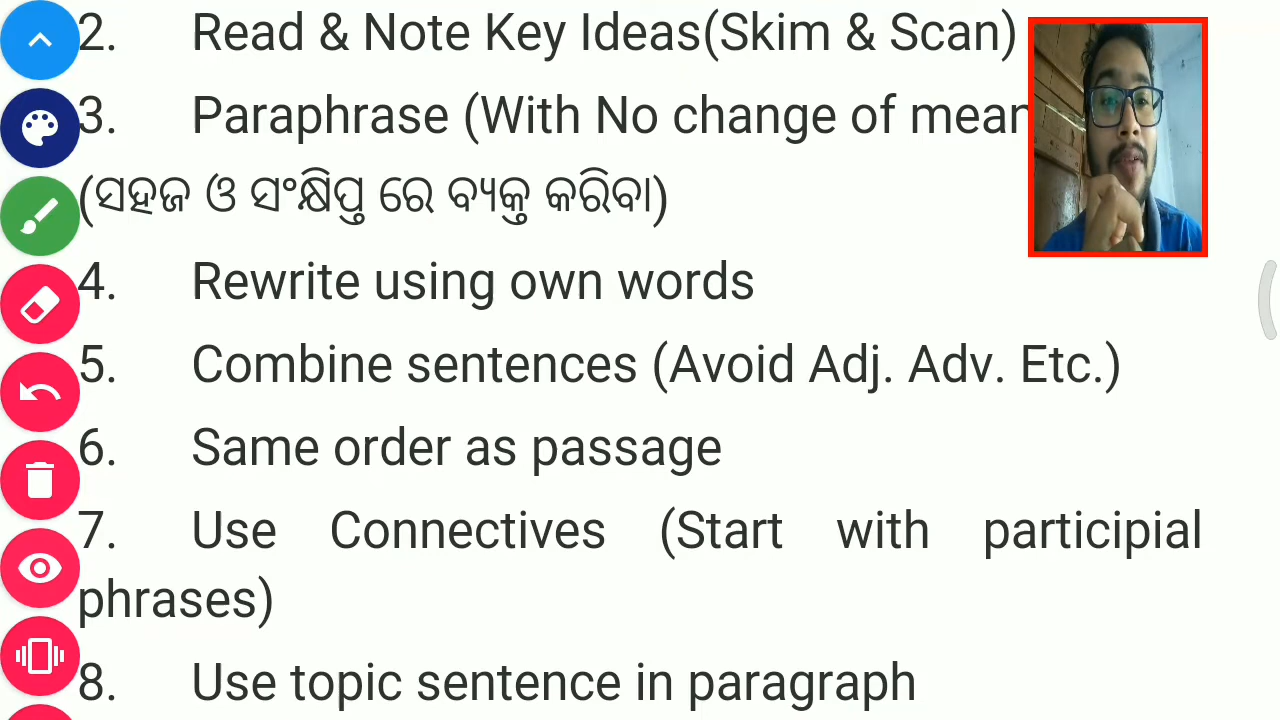 2. Read & Note Key Ideas(Skim & Scan)
3. Paraphrase (With No change of mean
(ସହଜ ଓ ସଂକ୍ଷିପ୍ତ ରେ ବ୍ୟକ୍ତ କରିବା)
4. Rewrite using own words
5. Combine sentences (Avoid Adj. Adv. Etc.)
6. Same order as passage
7. Use Connectives (Start with participial
phrases)
8. Use topic sentence in paragraph